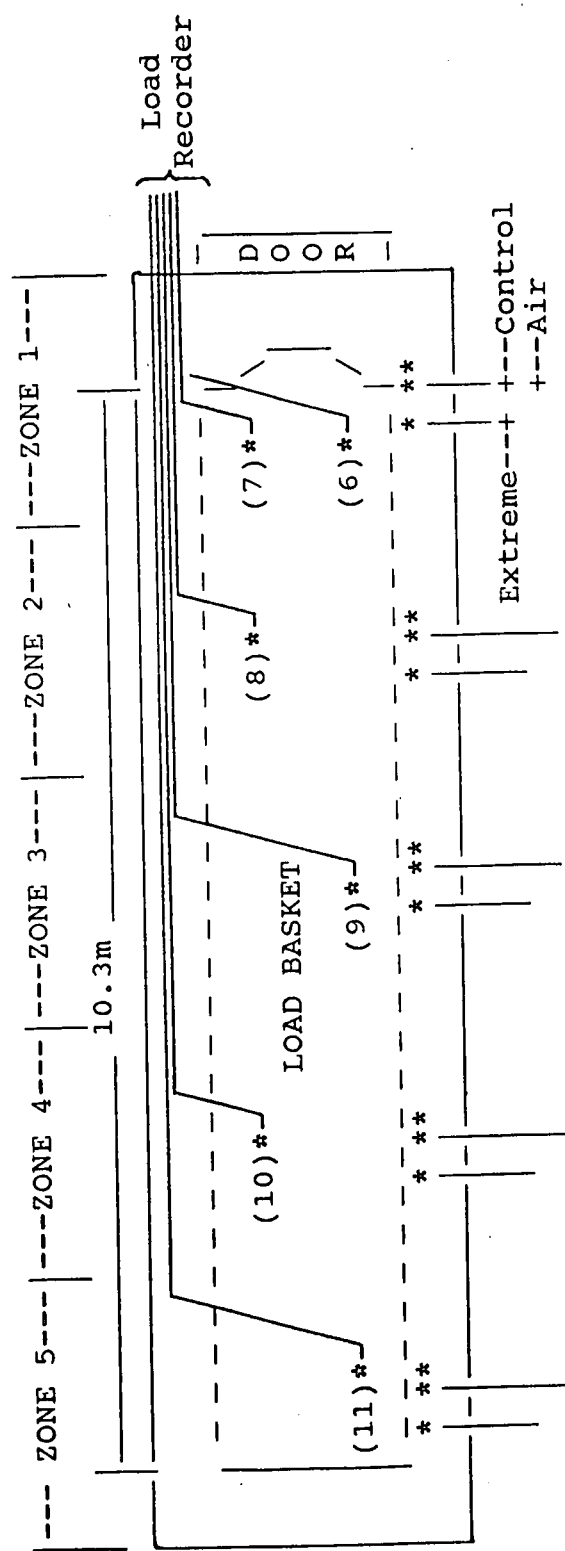 --- ZONE 5---
---ZONE 4---
---ZONE 3---
---ZONE 2---
---ZONE 1---
10.3m
Load
Recorder
D O O R
(7)*
(6)*
(8)*
(9)*
(10)*
(11)*
LOAD BASKET
* **
* **
* **
* **
* **
Extreme---+ +---Control
+--Air